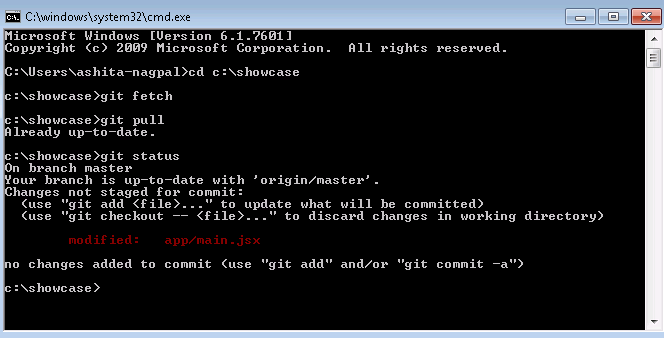 C:\windows\system32\cmd.exe
Microsoft Windows [Version 6.1.7601]
Copyright (c) 2009 Microsoft Corporation.  All rights reserved.
C:\Users\ashita-nagpal>cd c:\showcase
c:\showcase>git fetch
c:\showcase>git pull
Already up-to-date.
c:\showcase>git status
On branch master
Your branch is up-to-date with 'origin/master'.
Changes not staged for commit:
  (use "git add <file>..." to update what will be committed)
  (use "git checkout -- <file>..." to discard changes in working directory)
        modified:   app/main.jsx
no changes added to commit (use "git add" and/or "git commit -a")
c:\showcase>